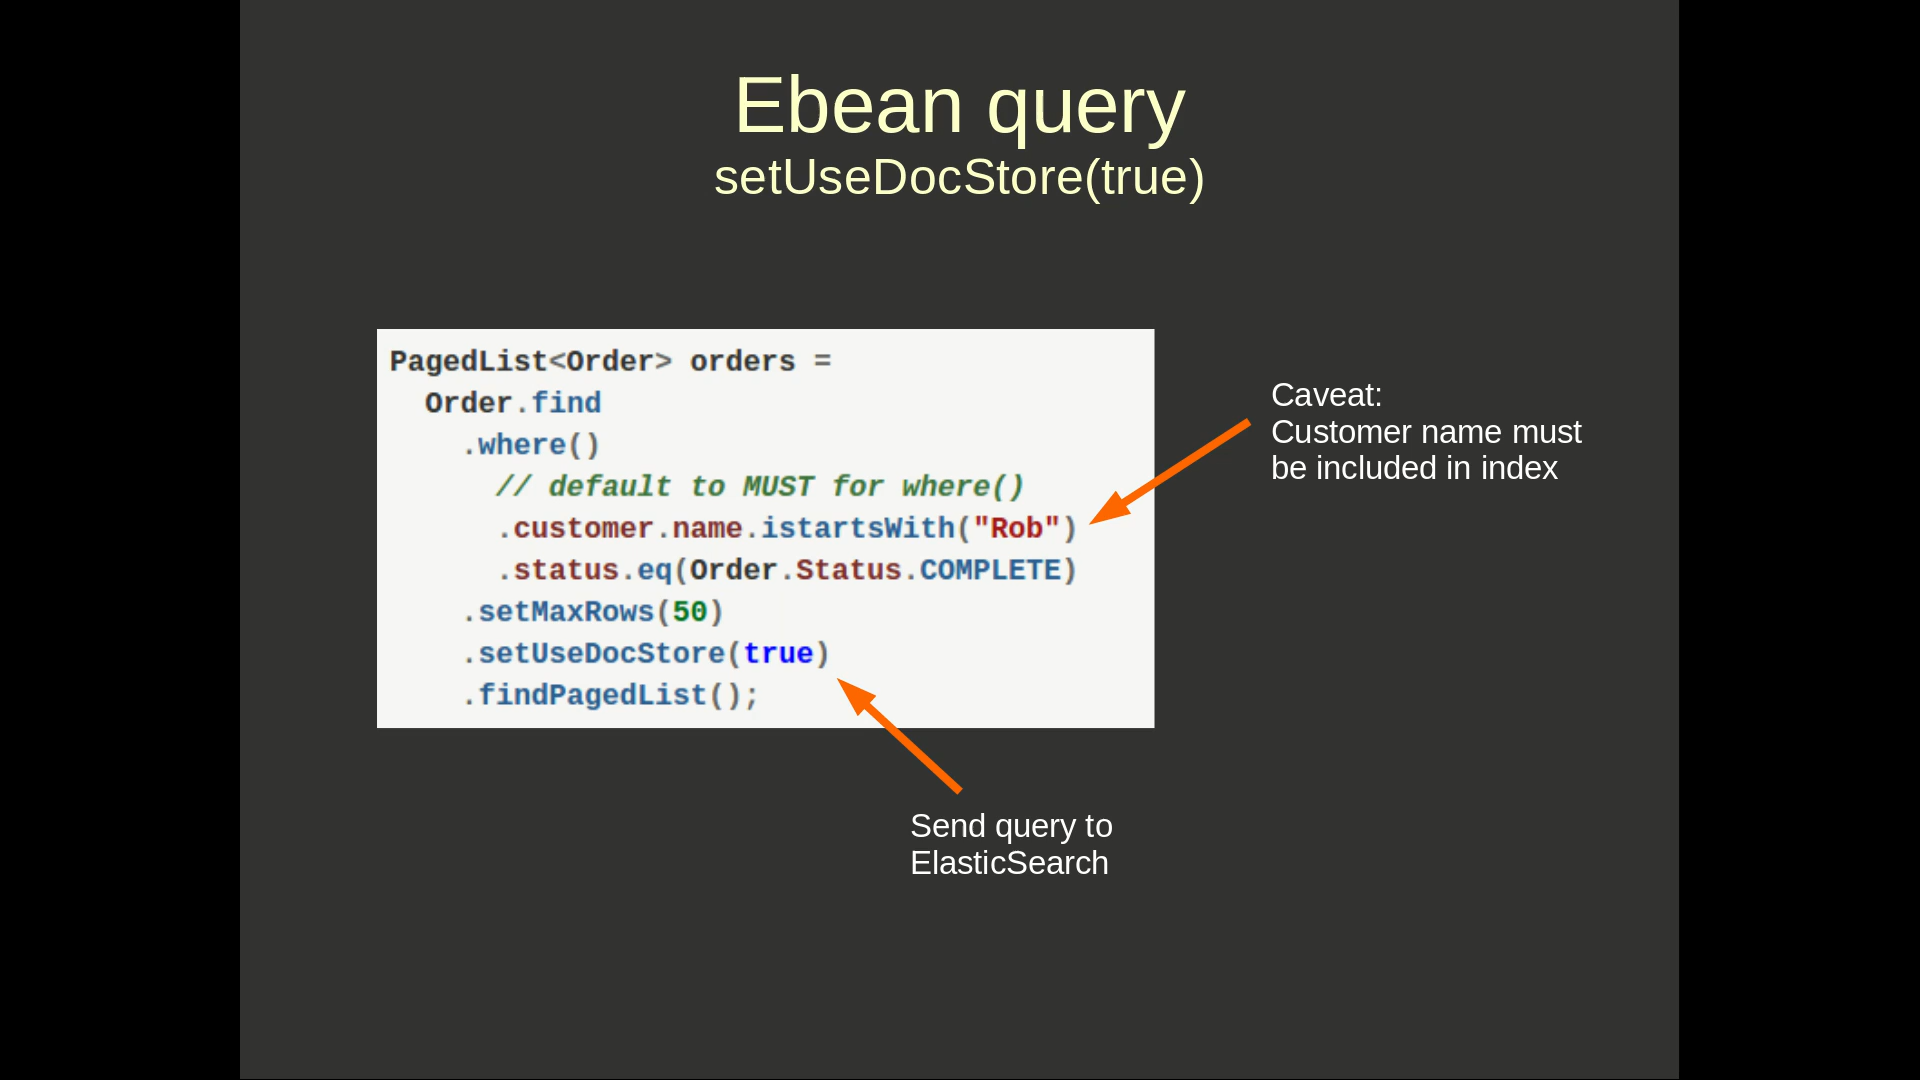 Ebean query
setUseDocStore(true)
PagedList<Order> orders =
Order.find
.where()
// default to MUST for where()
.customer.name.istartsWith("Rob")
.status.eq(Order.Status.COMPLETE)
.setMaxRows(50)
.setUseDocStore(true)
.findPagedList();
Caveat:
Customer name must
be included in index
Send query to
ElasticSearch